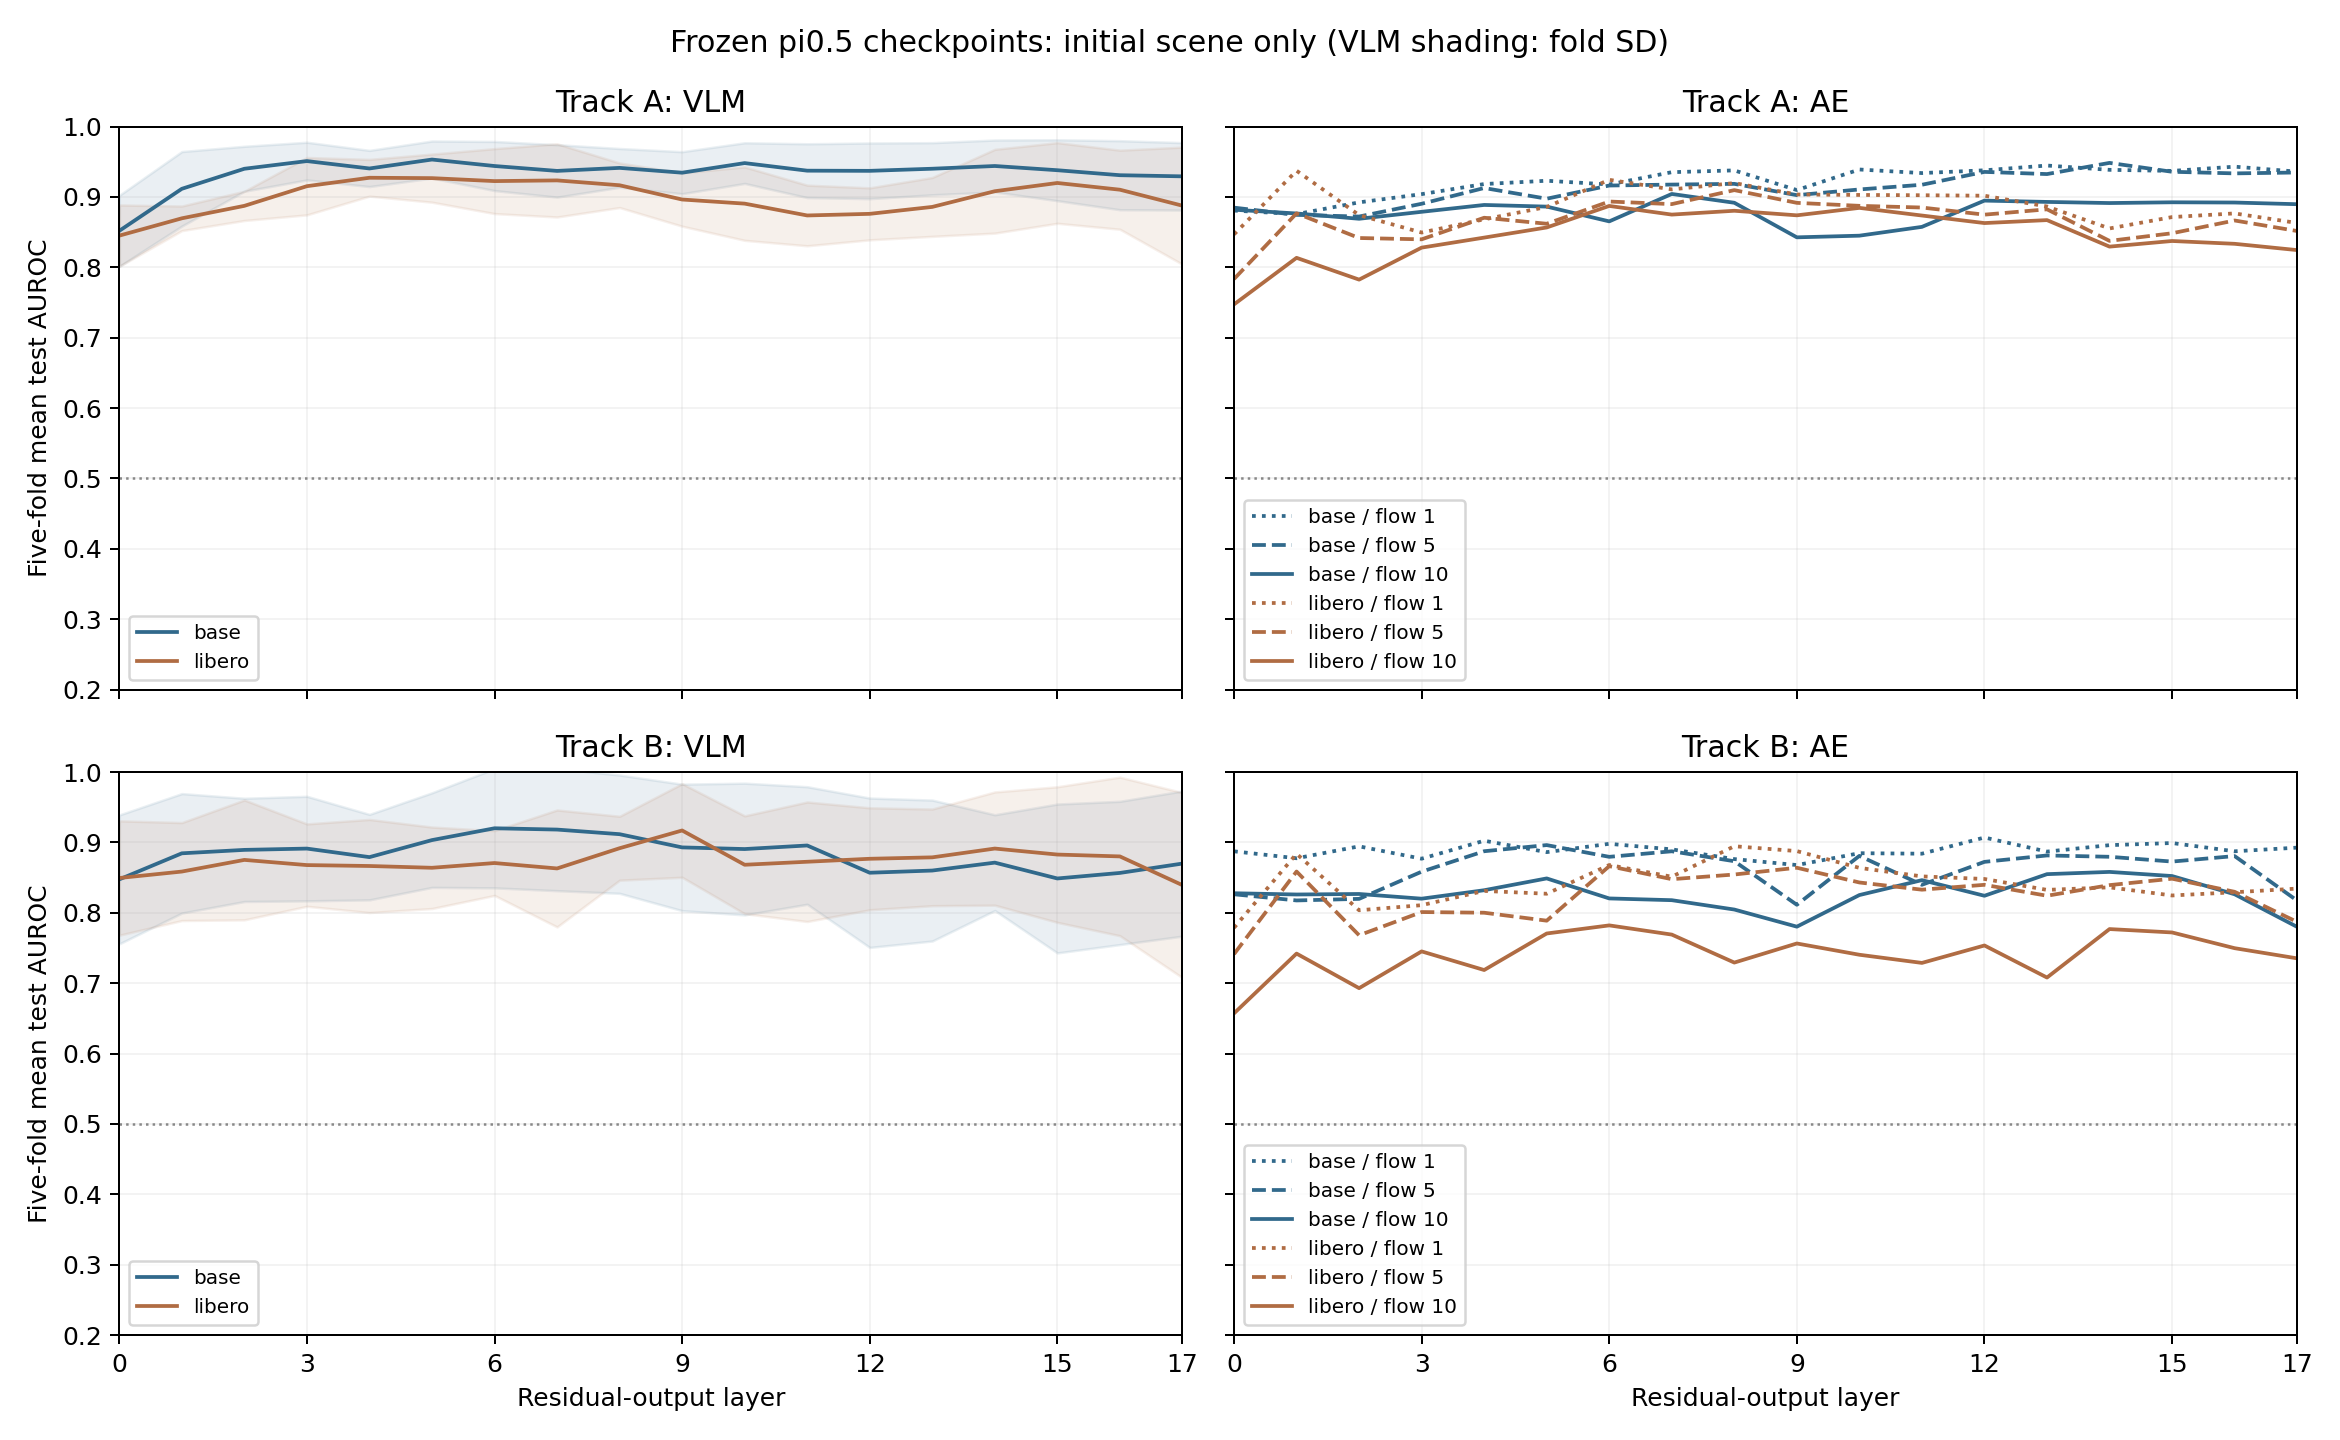 Frozen pi0.5 checkpoints: initial scene only (VLM shading: fold SD)
Track A: VLM
Five-fold mean test AUROC
1.0
0.9
0.8
0.7
0.6
0.5
0.4
0.3
0.2
base
libero
Track A: AE
base / flow 1
base / flow 5
base / flow 10
libero / flow 1
libero / flow 5
libero / flow 10
Track B: VLM
Five-fold mean test AUROC
1.0
0.9
0.8
0.7
0.6
0.5
0.4
0.3
0.2
base
libero
0 3 6 9 12 15 17
Residual-output layer
Track B: AE
base / flow 1
base / flow 5
base / flow 10
libero / flow 1
libero / flow 5
libero / flow 10
0 3 6 9 12 15 17
Residual-output layer